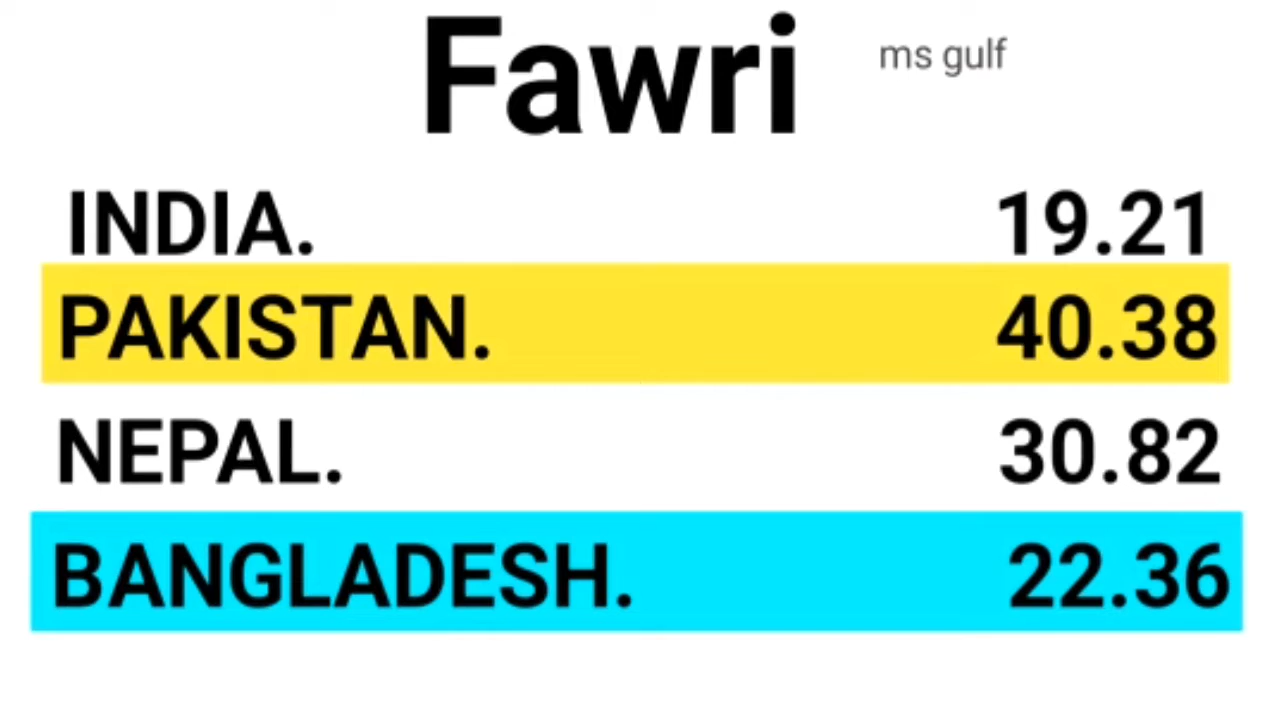 Fawri
ms gulf
INDIA. 19.21
PAKISTAN. 40.38
NEPAL. 30.82
BANGLADESH. 22.36